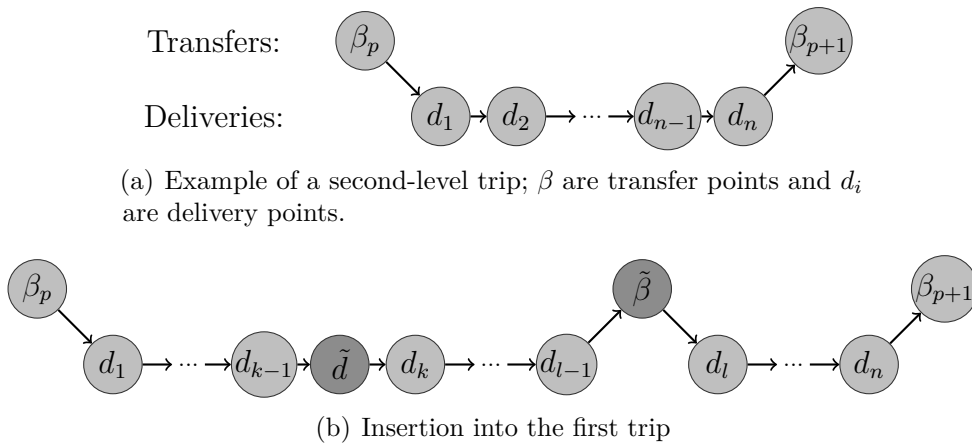 Transfers: β_p β_{p+1}
Deliveries: d_1 d_2 ... d_{n−1} d_n
(a) Example of a second-level trip; β are transfer points and d_i
are delivery points.
β_p β̃ β_{p+1}
d_1 ... d_{k−1} d̃ d_k ... d_{l−1} d_l ... d_n
(b) Insertion into the first trip